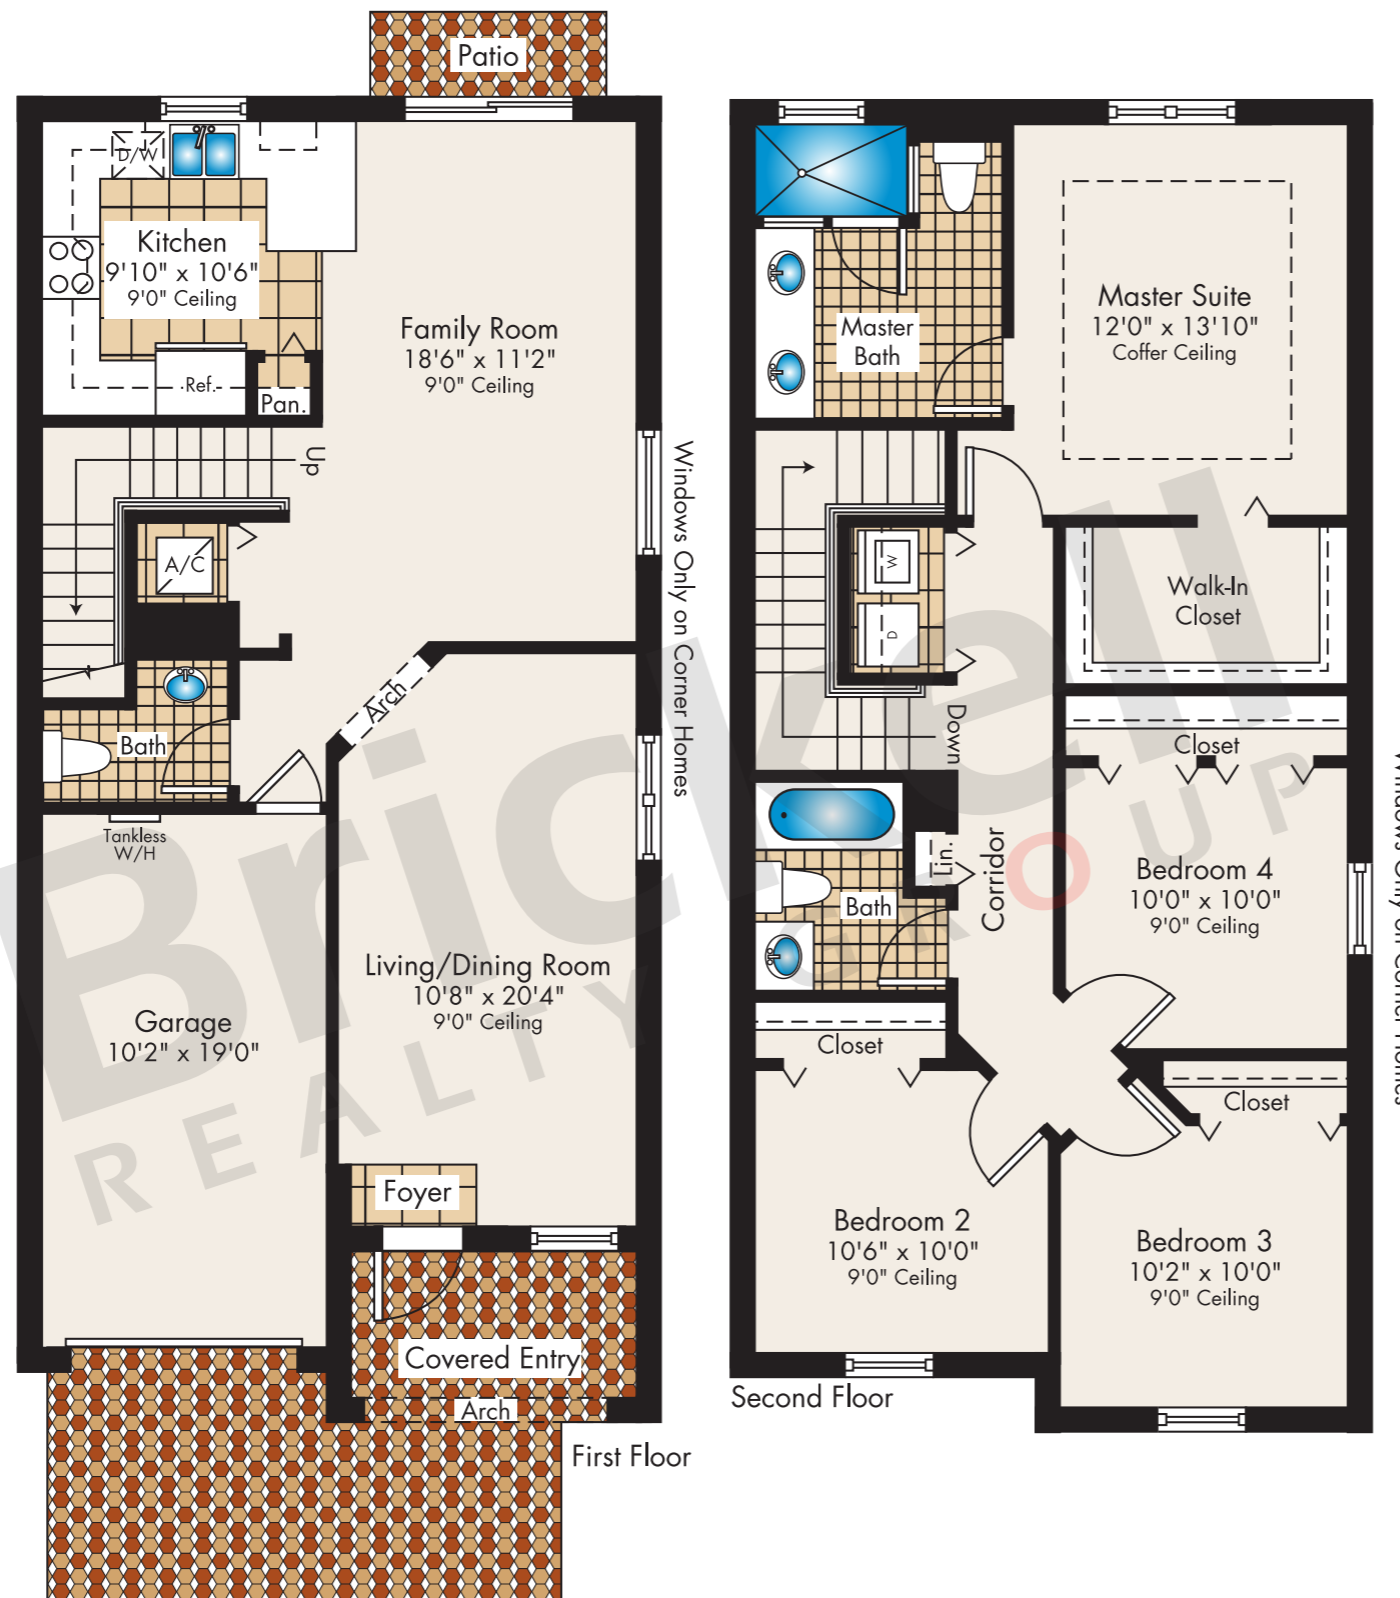 Patio
D/W
Kitchen
9'10" x 10'6"
9'0" Ceiling
Ref.
Pan.
Family Room
18'6" x 11'2"
9'0" Ceiling
Up
A/C
Windows Only on Corner Homes
Arch
Bath
Tankless
W/H
Living/Dining Room
10'8" x 20'4"
9'0" Ceiling
Garage
10'2" x 19'0"
Foyer
Covered Entry
Arch
First Floor
Master
Bath
Master Suite
12'0" x 13'10"
Coffer Ceiling
W
D
Walk-In
Closet
Down
Closet
Lin.
Corridor
Bath
Bedroom 4
10'0" x 10'0"
9'0" Ceiling
Windows Only on Corner Homes
Closet
Closet
Bedroom 2
10'6" x 10'0"
9'0" Ceiling
Bedroom 3
10'2" x 10'0"
9'0" Ceiling
Second Floor
Brickell
REALTY GROUP